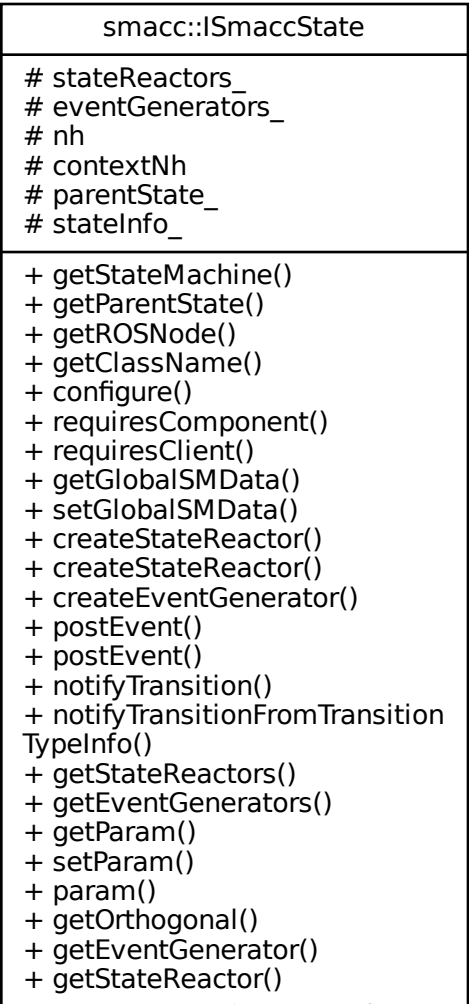 smacc::ISmaccState
# stateReactors_
# eventGenerators_
# nh
# contextNh
# parentState_
# stateInfo_
+ getStateMachine()
+ getParentState()
+ getROSNode()
+ getClassName()
+ configure()
+ requiresComponent()
+ requiresClient()
+ getGlobalSMData()
+ setGlobalSMData()
+ createStateReactor()
+ createStateReactor()
+ createEventGenerator()
+ postEvent()
+ postEvent()
+ notifyTransition()
+ notifyTransitionFromTransition
TypeInfo()
+ getStateReactors()
+ getEventGenerators()
+ getParam()
+ setParam()
+ param()
+ getOrthogonal()
+ getEventGenerator()
+ getStateReactor()